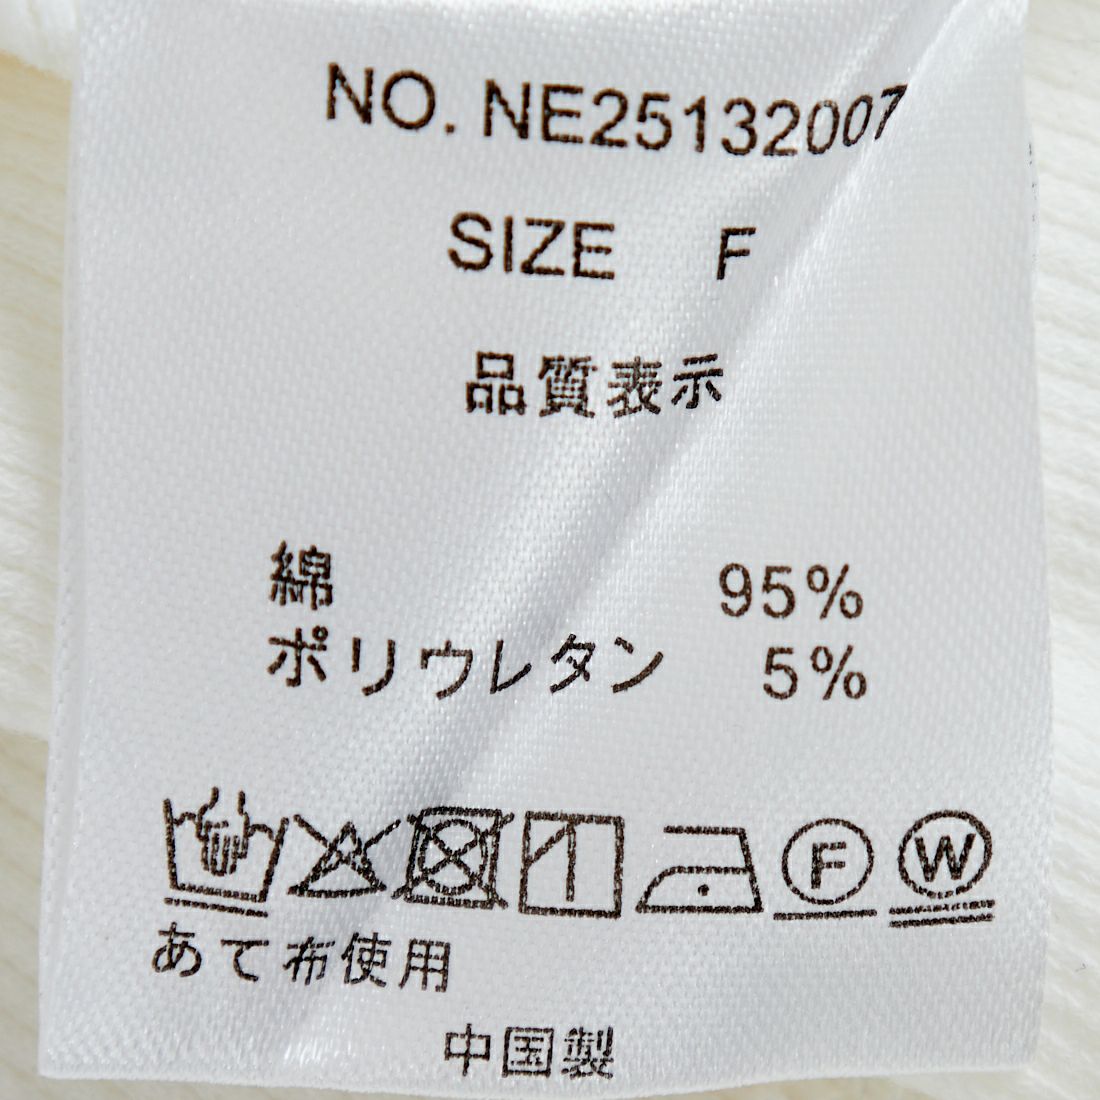 NO. NE25132007
SIZE F
品質表示
綿 95%
ポリウレタン 5%
F W
あて布使用
中国製